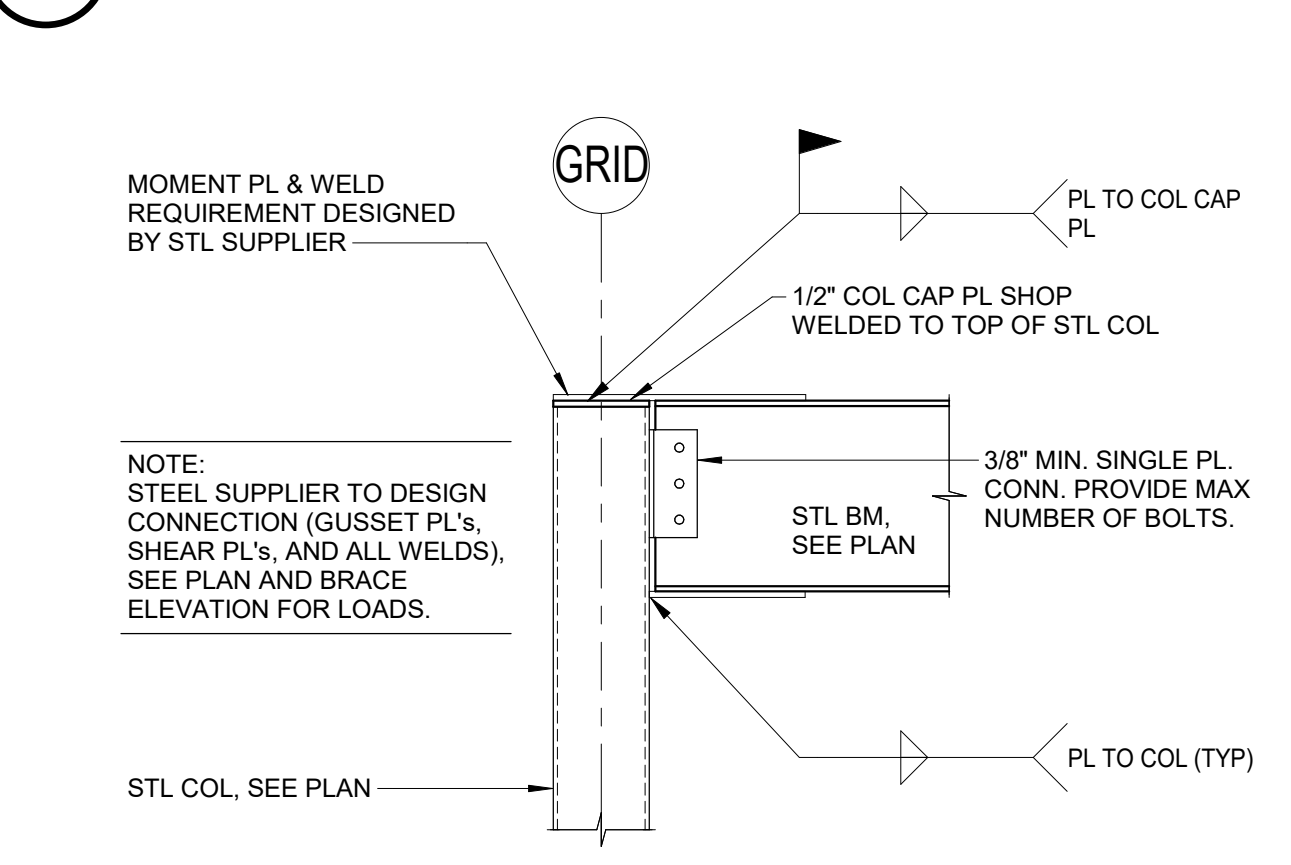 GRID
MOMENT PL & WELD
REQUIREMENT DESIGNED
BY STL SUPPLIER
PL TO COL CAP
PL
1/2" COL CAP PL SHOP
WELDED TO TOP OF STL COL
NOTE:
STEEL SUPPLIER TO DESIGN
CONNECTION (GUSSET PL's,
SHEAR PL's, AND ALL WELDS),
SEE PLAN AND BRACE
ELEVATION FOR LOADS.
3/8" MIN. SINGLE PL.
CONN. PROVIDE MAX
NUMBER OF BOLTS.
STL BM,
SEE PLAN
STL COL, SEE PLAN
PL TO COL (TYP)